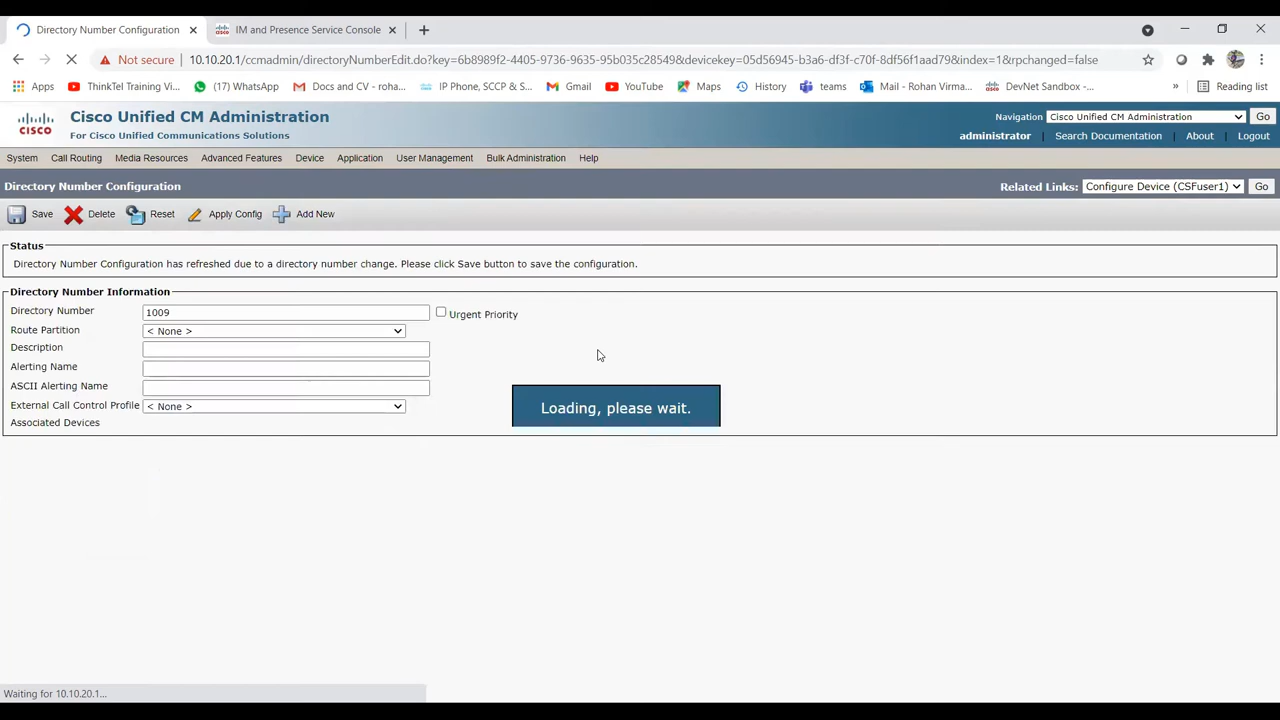 Directory Number Configuration × IM and Presence Service Console × +
Not secure 10.10.20.1/ccmadmin/directoryNumberEdit.do?key=6b8989f2-4405-0736-9635-95b035c28549&devicekey=05d56945-b3a6-df3f-c70f-8df56f1aad79&index=1&rpchanged=false
Apps ThinkTel Training Vi... (17) WhatsApp Docs and CV - roha... IP Phone, SCCP & S... Gmail YouTube Maps History teams Mail - Rohan Virma... DevNet Sandbox -... » Reading list
CISCO Cisco Unified CM Administration Navigation Cisco Unified CM Administration Go
For Cisco Unified Communications Solutions administrator Search Documentation About Logout
System Call Routing Media Resources Advanced Features Device Application User Management Bulk Administration Help
Directory Number Configuration Related Links: Configure Device (CSFuser1) Go
Save Delete Reset Apply Config Add New
Status
Directory Number Configuration has refreshed due to a directory number change. Please click Save button to save the configuration.
Directory Number Information
Directory Number 1009 Urgent Priority
Route Partition < None >
Description
Alerting Name
ASCII Alerting Name
External Call Control Profile < None >
Loading, please wait.
Associated Devices
Waiting for 10.10.20.1...